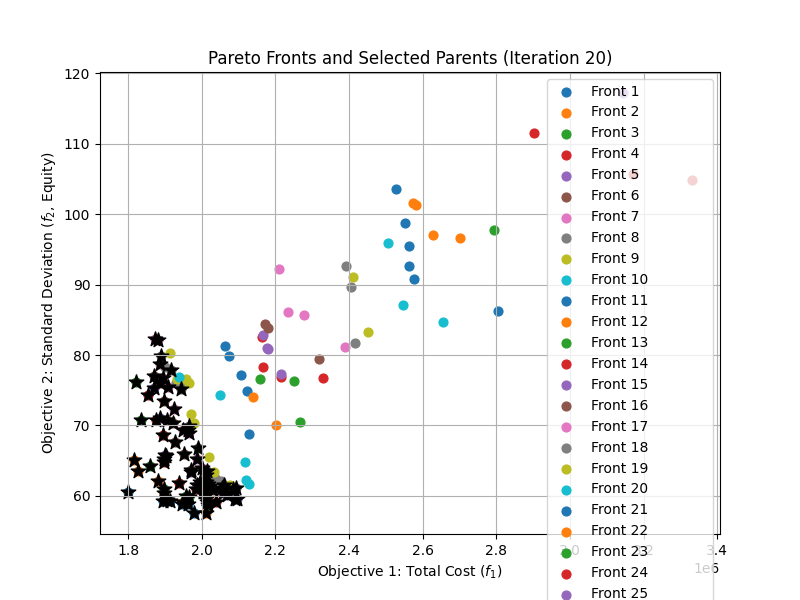 Pareto Fronts and Selected Parents (Iteration 20)
Objective 2: Standard Deviation (f₂, Equity)
120
110
100
90
80
70
60
1.8
2.0
2.2
2.4
2.6
2.8
3.0
3.2
3.4
1e6
Objective 1: Total Cost (f₁)
Front 1
Front 2
Front 3
Front 4
Front 5
Front 6
Front 7
Front 8
Front 9
Front 10
Front 11
Front 12
Front 13
Front 14
Front 15
Front 16
Front 17
Front 18
Front 19
Front 20
Front 21
Front 22
Front 23
Front 24
Front 25